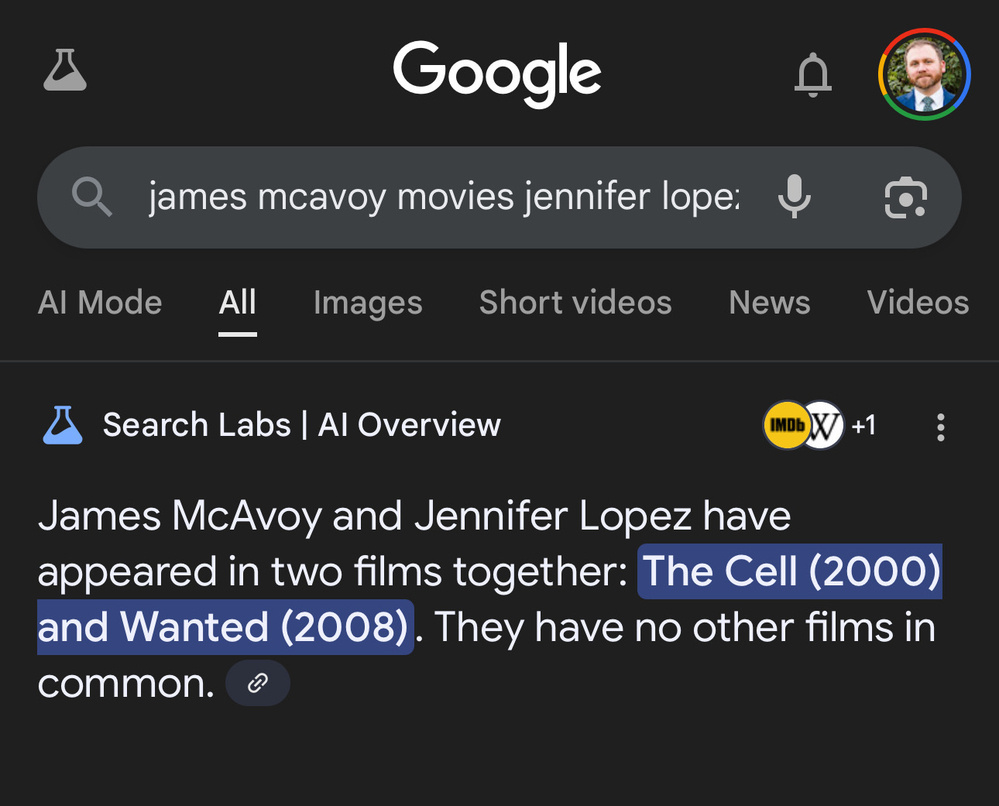 Google
james mcavoy movies jennifer lope
AI Mode All Images Short videos News Videos
Search Labs | AI Overview IMDb W +1
James McAvoy and Jennifer Lopez have
appeared in two films together: The Cell (2000)
and Wanted (2008). They have no other films in
common.